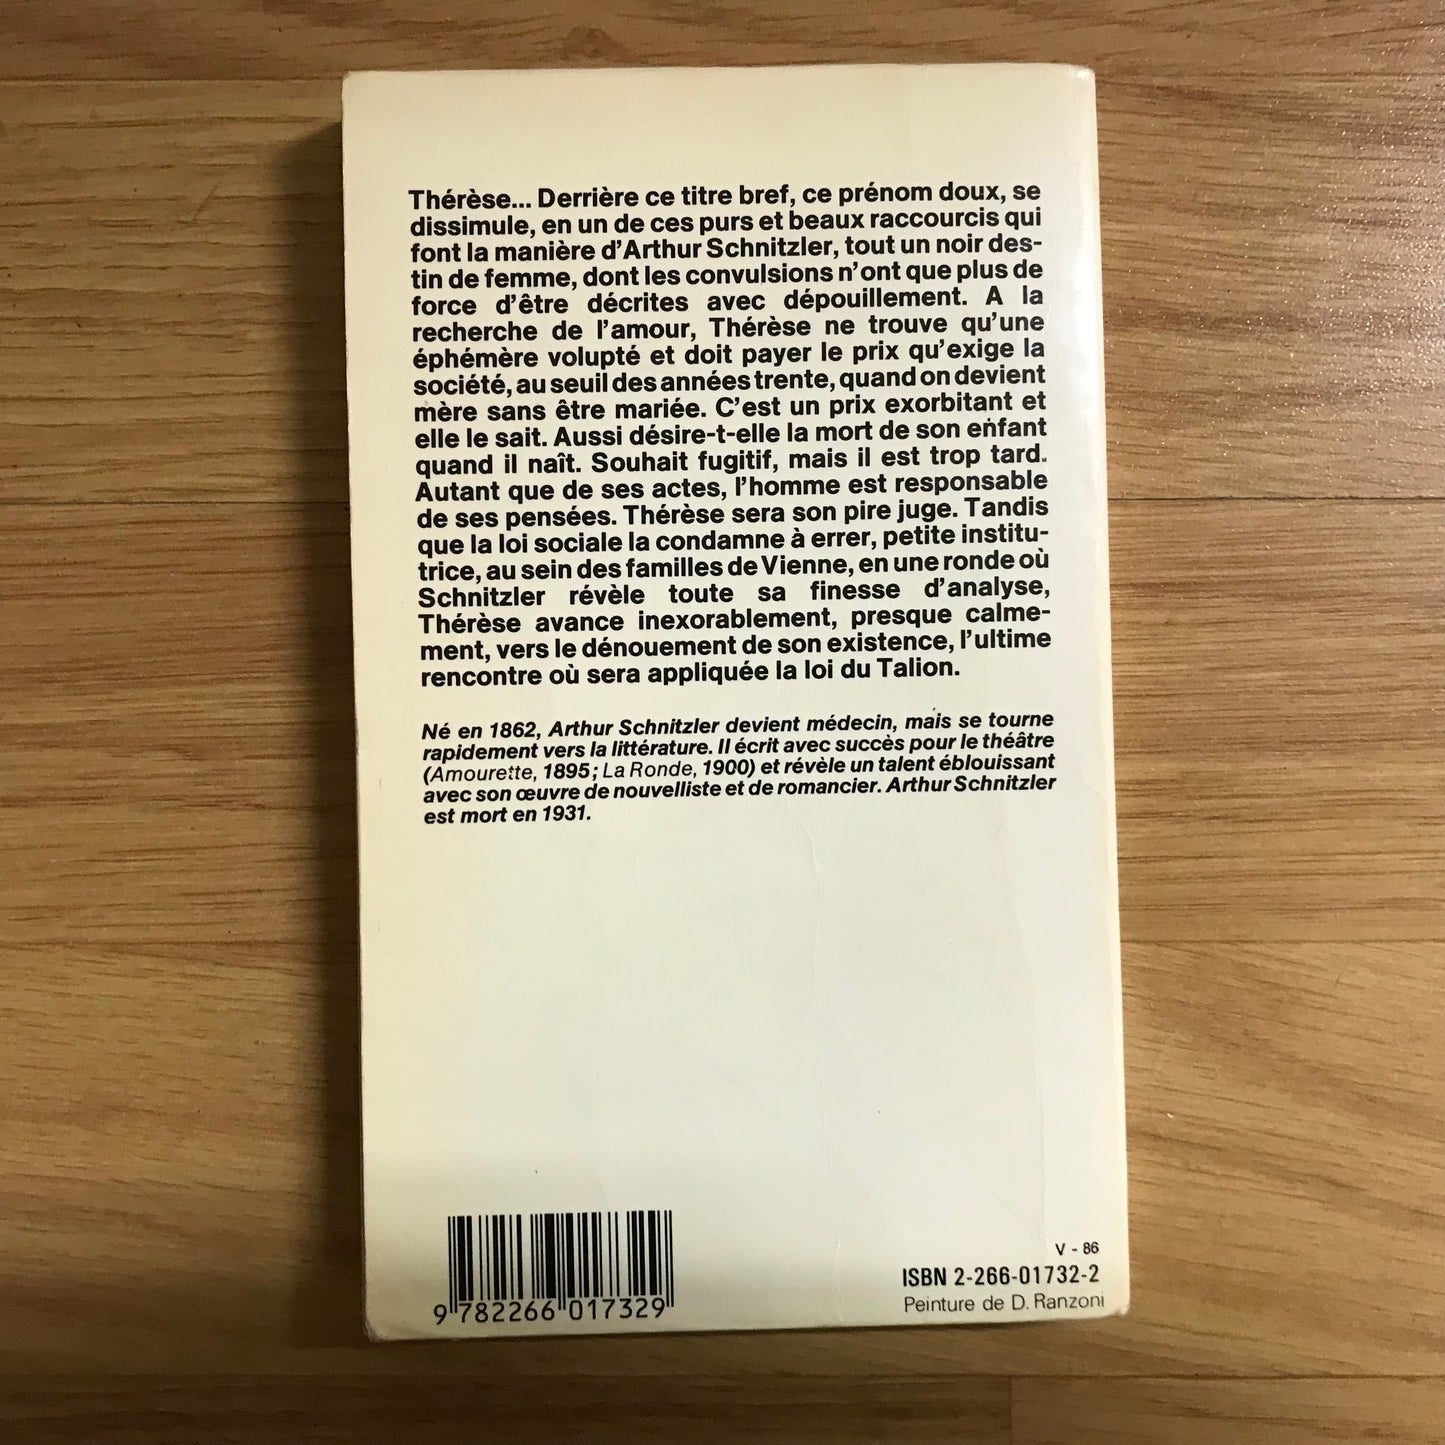 Thérèse... Derrière ce titre bref, ce prénom doux, se
dissimule, en un de ces purs et beaux raccourcis qui
font la manière d'Arthur Schnitzler, tout un noir des-
tin de femme, dont les convulsions n'ont que plus de
force d'être décrites avec dépouillement. A la
recherche de l'amour, Thérèse ne trouve qu'une
éphémère volupté et doit payer le prix qu'exige la
société, au seuil des années trente, quand on devient
mère sans être mariée. C'est un prix exorbitant et
elle le sait. Aussi désire-t-elle la mort de son enfant
quand il naît. Souhait fugitif, mais il est trop tard.
Autant que de ses actes, l'homme est responsable
de ses pensées. Thérèse sera son pire juge. Tandis
que la loi sociale la condamne à errer, petite institu-
trice, au sein des familles de Vienne, en une ronde où
Schnitzler révèle toute sa finesse d'analyse,
Thérèse avance inexorablement, presque calme-
ment, vers le dénouement de son existence, l'ultime
rencontre où sera appliquée la loi du Talion.
Né en 1862, Arthur Schnitzler devient médecin, mais se tourne
rapidement vers la littérature. Il écrit avec succès pour le théâtre
(Amourette, 1895 ; La Ronde, 1900) et révèle un talent éblouissant
avec son œuvre de nouvelliste et de romancier. Arthur Schnitzler
est mort en 1931.
V - 86
ISBN 2-266-01732-2
Peinture de D. Ranzoni
9 782266 017329